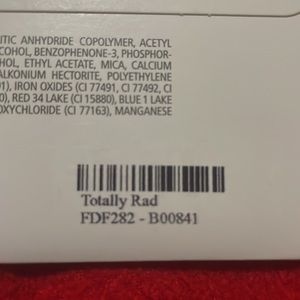 ITIC ANHYDRIDE COPOLYMER, ACETYL
COHOL, BENZOPHENONE-3, PHOSPHOR-
HOL, ETHYL ACETATE, MICA, CALCIUM
ALKONIUM HECTORITE, POLYETHYLENE
91), IRON OXIDES (CI 77491, CI 77492, CI
0), RED 34 LAKE (CI 15880), BLUE 1 LAKE
OXYCHLORIDE (CI 77163), MANGANESE
Totally Rad
FDF282 - B00841